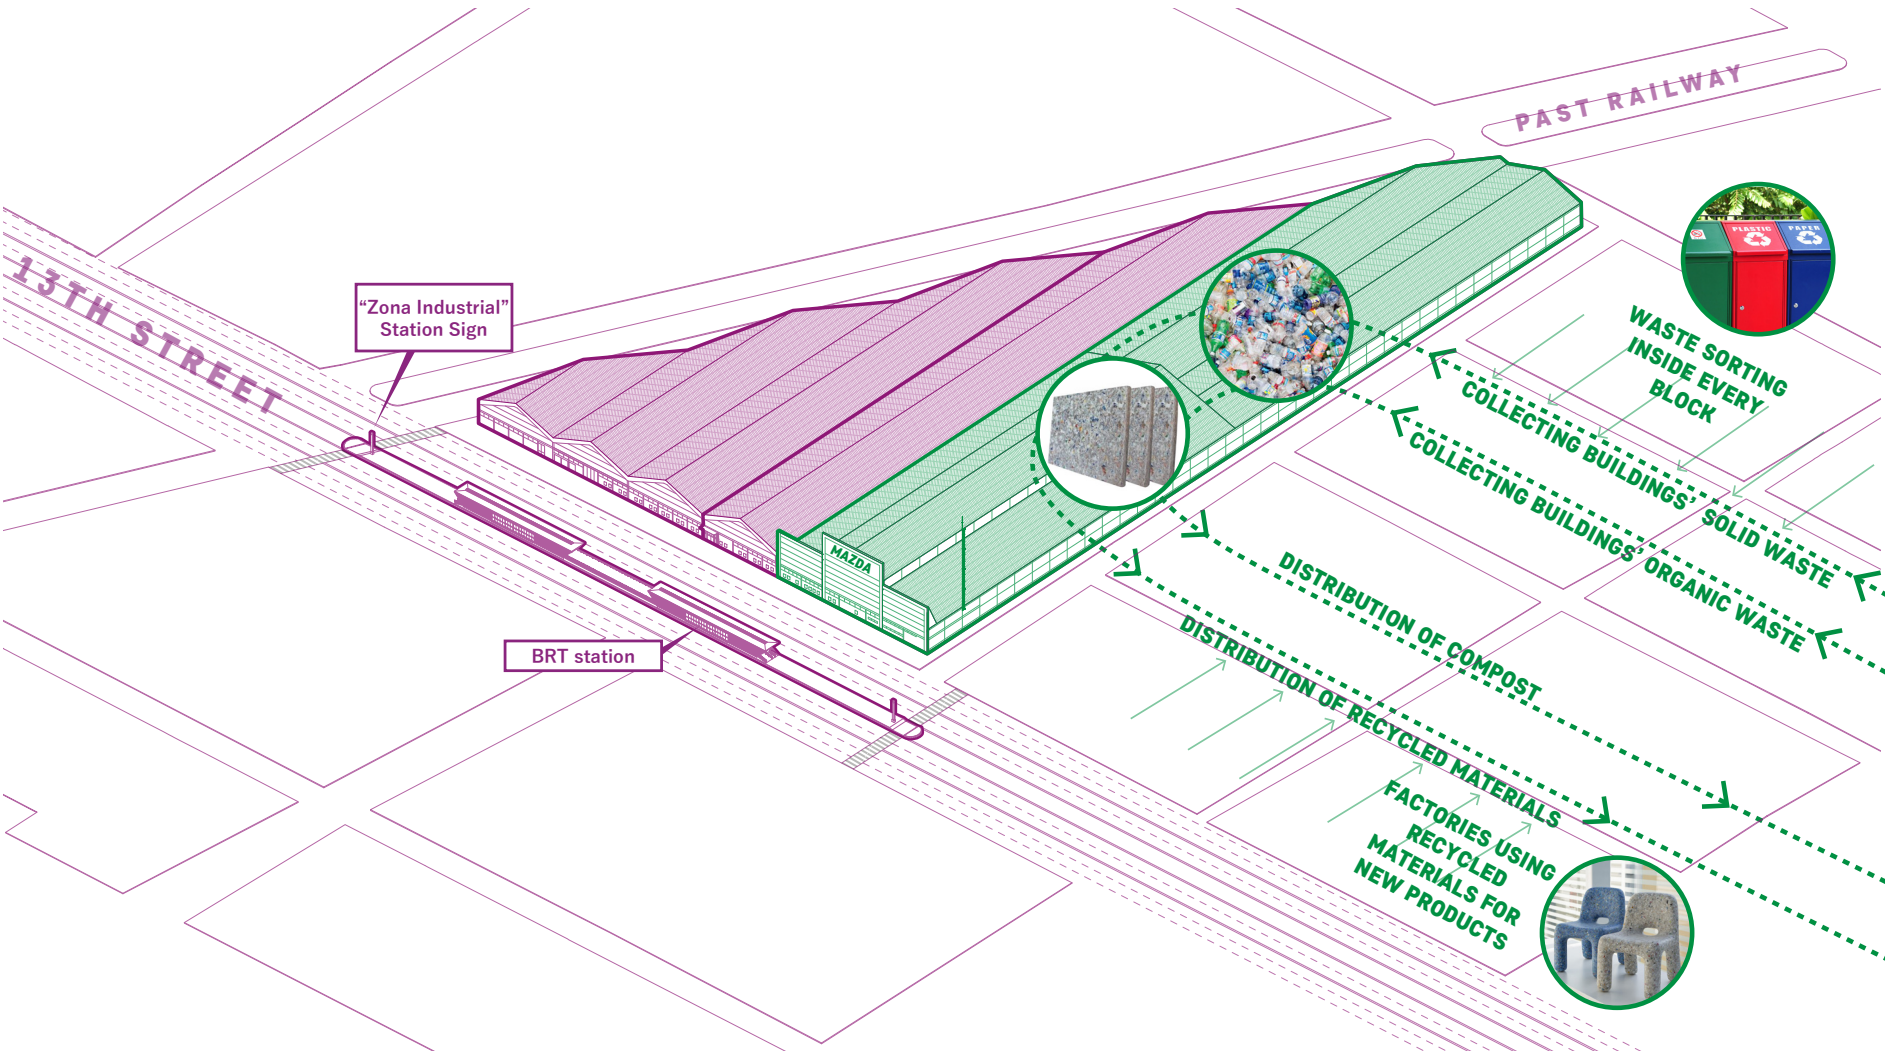 PAST RAILWAY
PLASTIC
PAPER
13TH STREET
“Zona Industrial”
Station Sign
WASTE SORTING
INSIDE EVERY
BLOCK
COLLECTING BUILDINGS’ SOLID WASTE
COLLECTING BUILDINGS’ ORGANIC WASTE
MAZDA
DISTRIBUTION OF COMPOST
DISTRIBUTION OF RECYCLED MATERIALS
BRT station
FACTORIES USING
RECYCLED
MATERIALS FOR
NEW PRODUCTS